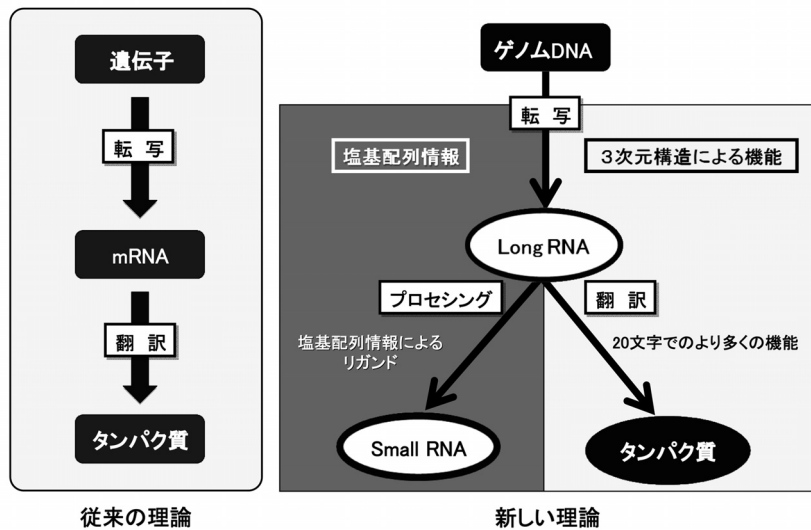 遺伝子
転 写
mRNA
翻 訳
タンパク質
従来の理論
ゲノムDNA
転 写
塩基配列情報
3次元構造による機能
Long RNA
プロセシング
翻 訳
塩基配列情報による
リガンド
20文字でのより多くの機能
Small RNA
タンパク質
新しい理論